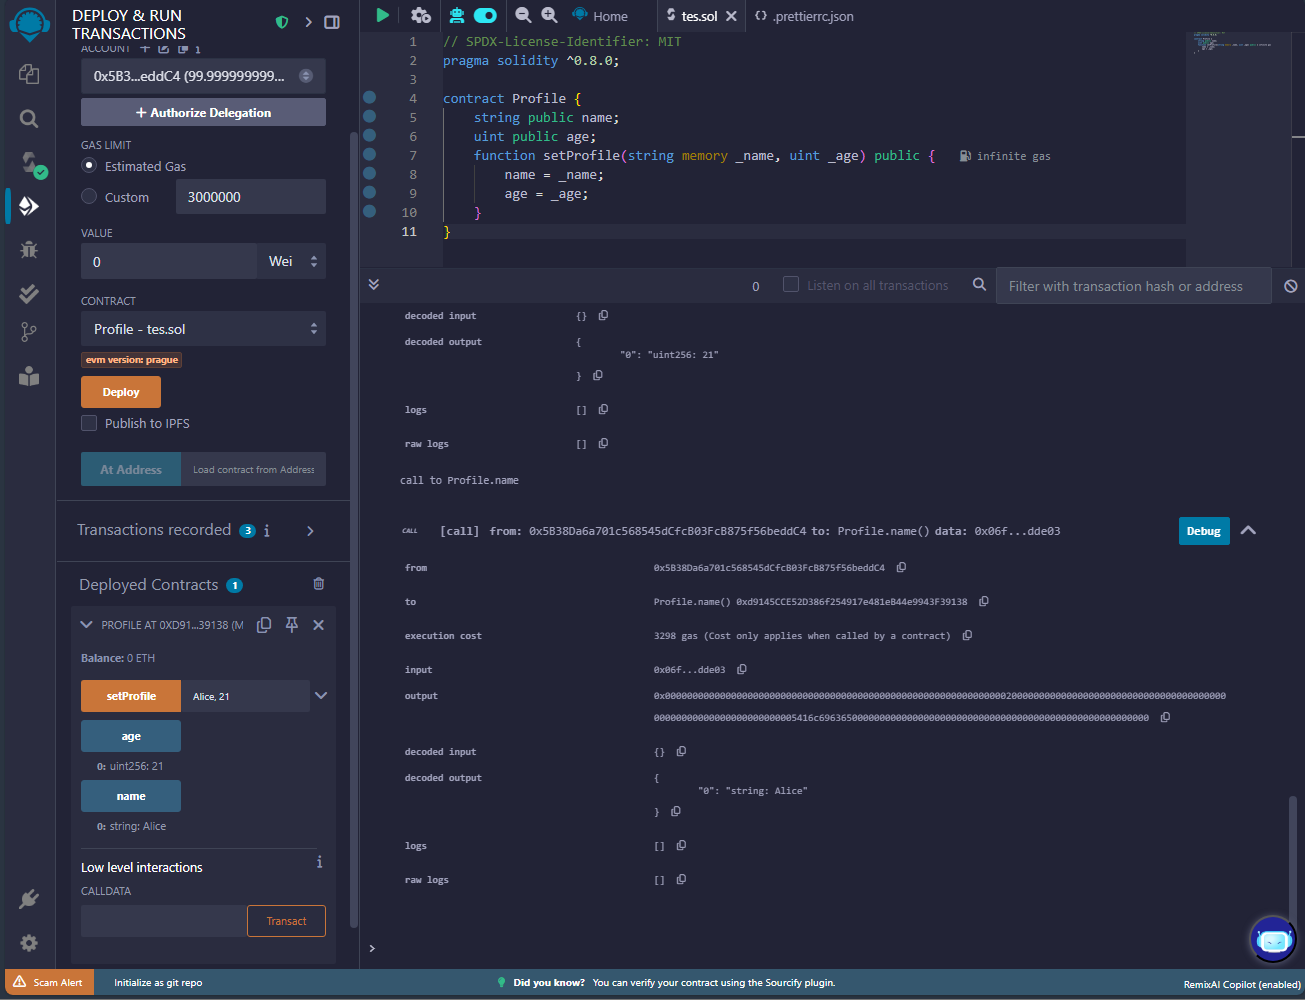 DEPLOY & RUN
TRANSACTIONS
ACCOUNT
0x5B3...eddC4 (99.9999999999...
+ Authorize Delegation
GAS LIMIT
Estimated Gas
Custom
3000000
VALUE
0
Wei
CONTRACT
Profile - tes.sol
evm version: prague
Deploy
Publish to IPFS
At Address
Load contract from Address
Transactions recorded 3 i
Deployed Contracts 1
PROFILE AT 0XD91...39138 (M
Balance: 0 ETH
setProfile
Alice, 21
age
0: uint256: 21
name
0: string: Alice
Low level interactions
i
CALLDATA
Transact
Home
tes.sol
{} .prettierrc.json
1 // SPDX-License-Identifier: MIT
2 pragma solidity ^0.8.0;
3
4 contract Profile {
5 string public name;
6 uint public age;
7 function setProfile(string memory _name, uint _age) public { infinite gas
8 name = _name;
9 age = _age;
10 }
11 }
0
Listen on all transactions
Filter with transaction hash or address
decoded input {}
decoded output {
"0": "uint256: 21"
}
logs []
raw logs []
call to Profile.name
CALL [call] from: 0x5B38Da6a701c568545dCfcB03FcB875f56beddC4 to: Profile.name() data: 0x06f...dde03
Debug
from 0x5B38Da6a701c568545dCfcB03FcB875f56beddC4
to Profile.name() 0xd9145CCE52D386f254917e481eB44e9943F39138
execution cost 3298 gas (Cost only applies when called by a contract)
input 0x06f...dde03
output
decoded input {}
decoded output {
"0": "string: Alice"
}
logs []
raw logs []
>
Scam Alert
Initialize as git repo
Did you know? You can verify your contract using the Sourcify plugin.
RemixAI Copilot (enabled)